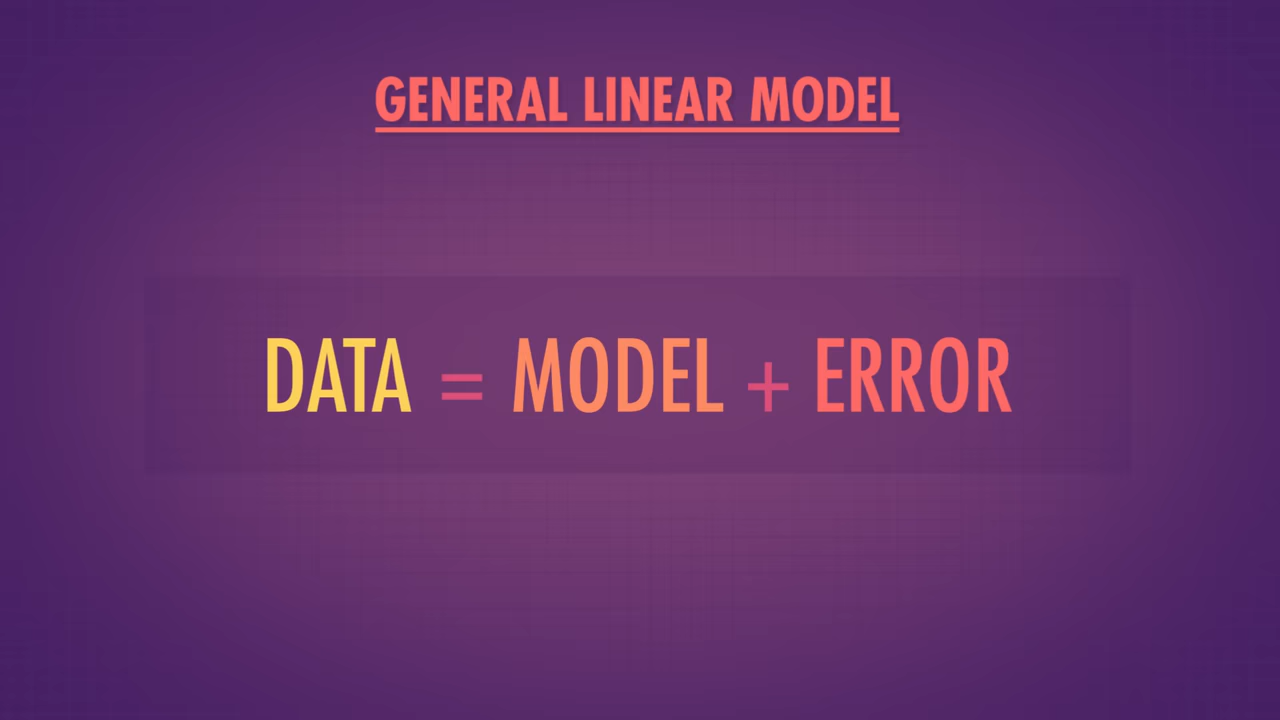 GENERAL LINEAR MODEL
DATA = MODEL + ERROR